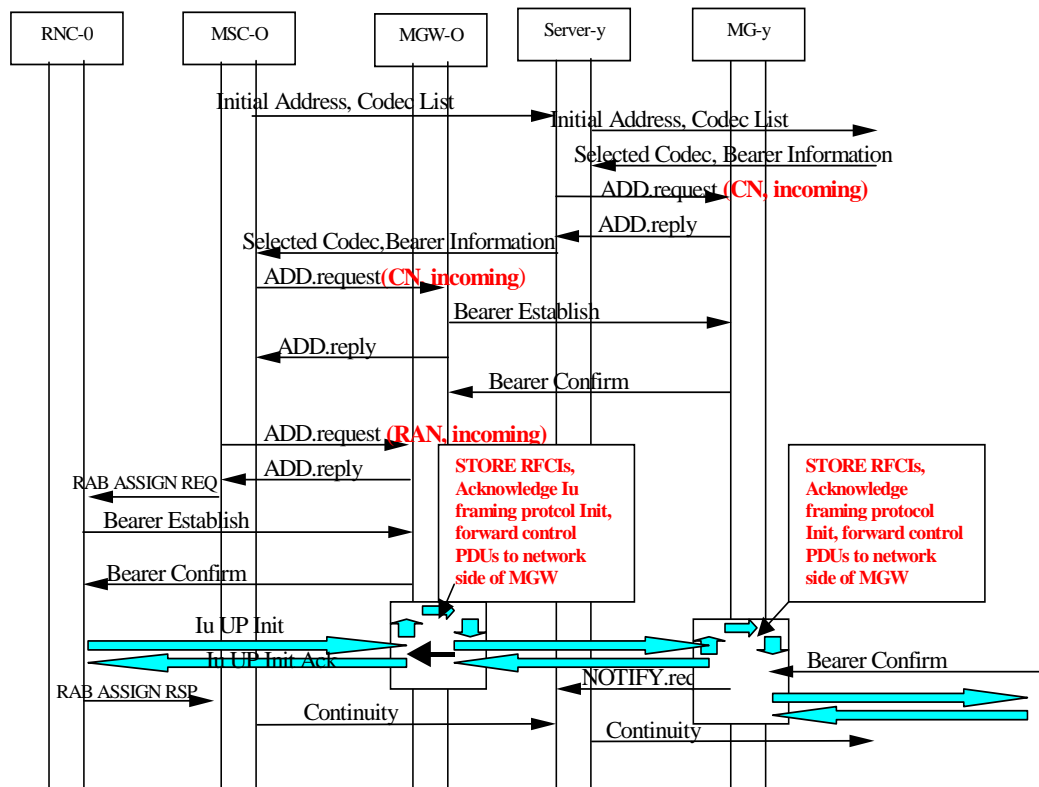 RNC-0
MSC-O
MGW-O
Server-y
MG-y
Initial Address, Codec List
Initial Address, Codec List
Selected Codec, Bearer Information
ADD.request (CN, incoming)
ADD.reply
Selected Codec,Bearer Information
ADD.request(CN, incoming)
Bearer Establish
ADD.reply
Bearer Confirm
ADD.request (RAN, incoming)
ADD.reply
RAB ASSIGN REQ
Bearer Establish
Bearer Confirm
STORE RFCIs,
Acknowledge Iu
framing protcol Init,
forward control
PDUs to network
side of MGW
STORE RFCIs,
Acknowledge
framing protocol
Init, forward control
PDUs to network
side of MGW
Iu UP Init
Iu UP Init Ack
Bearer Confirm
NOTIFY.req
RAB ASSIGN RSP
Continuity
Continuity